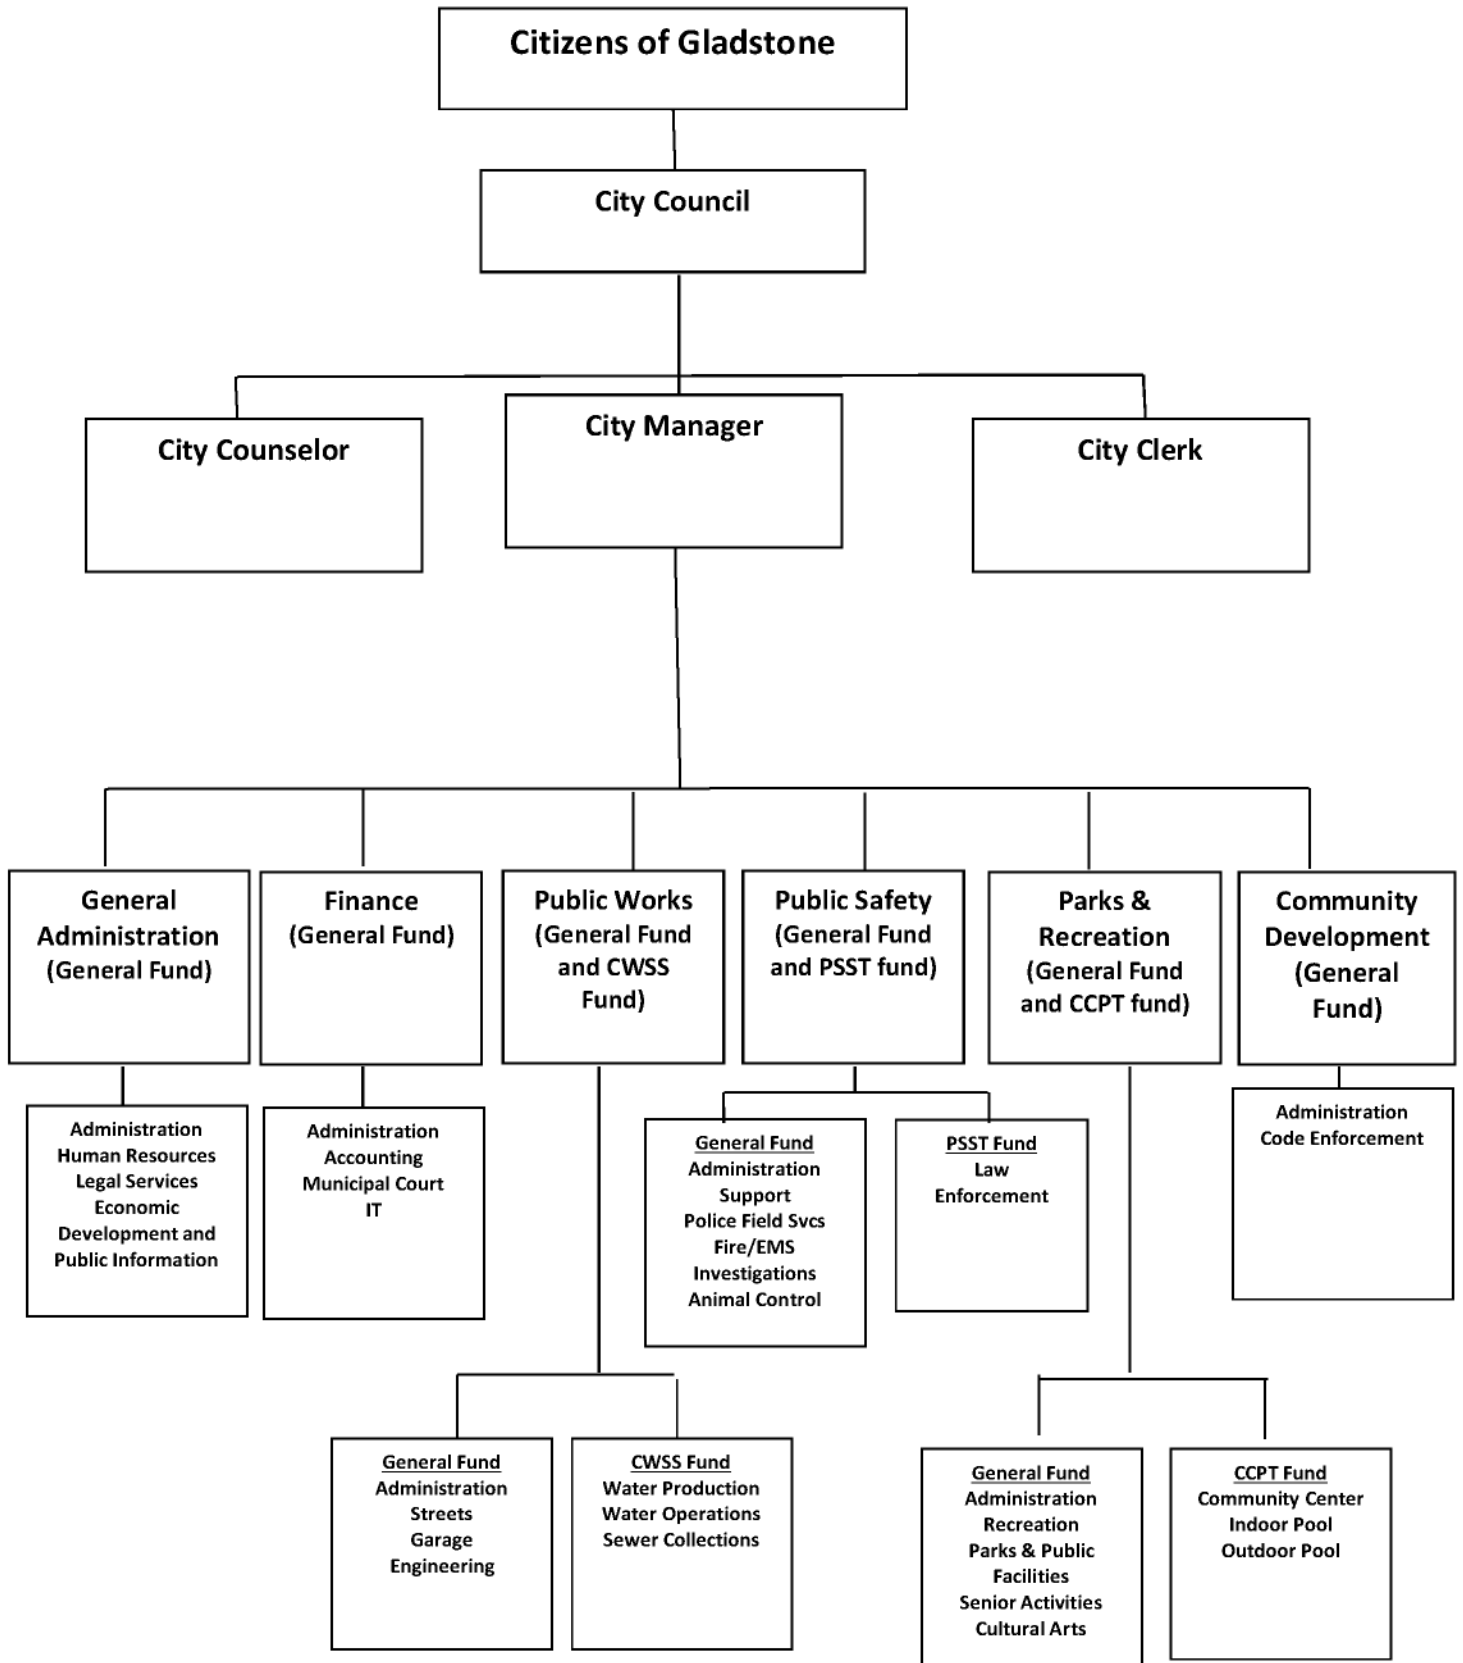 Citizens of Gladstone
City Council
City Counselor
City Manager
City Clerk
General
Administration
(General Fund)
Finance
(General Fund)
Public Works
(General Fund
and CWSS
Fund)
Public Safety
(General Fund
and PSST fund)
Parks &
Recreation
(General Fund
and CCPT fund)
Community
Development
(General
Fund)
Administration
Human Resources
Legal Services
Economic
Development and
Public Information
Administration
Accounting
Municipal Court
IT
General Fund
Administration
Support
Police Field Svcs
Fire/EMS
Investigations
Animal Control
PSST Fund
Law
Enforcement
Administration
Code Enforcement
General Fund
Administration
Streets
Garage
Engineering
CWSS Fund
Water Production
Water Operations
Sewer Collections
General Fund
Administration
Recreation
Parks & Public
Facilities
Senior Activities
Cultural Arts
CCPT Fund
Community Center
Indoor Pool
Outdoor Pool